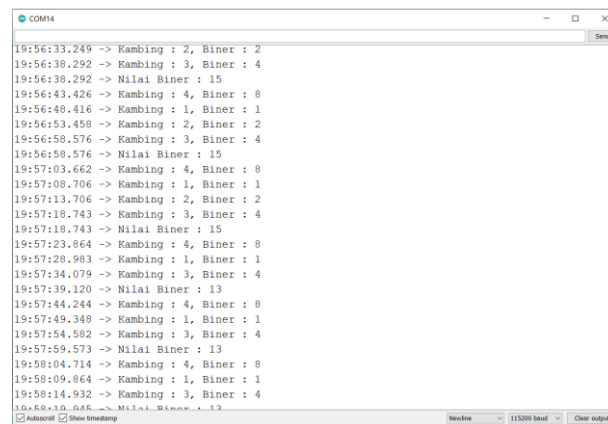 COM14
Send
19:56:33.249 -> Kambing : 2, Biner : 2
19:56:38.292 -> Kambing : 3, Biner : 4
19:56:38.292 -> Nilai Biner : 15
19:56:43.426 -> Kambing : 4, Biner : 8
19:56:48.416 -> Kambing : 1, Biner : 1
19:56:53.458 -> Kambing : 2, Biner : 2
19:56:58.576 -> Kambing : 3, Biner : 4
19:56:58.576 -> Nilai Biner : 15
19:57:03.662 -> Kambing : 4, Biner : 8
19:57:08.706 -> Kambing : 1, Biner : 1
19:57:13.706 -> Kambing : 2, Biner : 2
19:57:18.743 -> Kambing : 3, Biner : 4
19:57:18.743 -> Nilai Biner : 15
19:57:23.864 -> Kambing : 4, Biner : 8
19:57:28.983 -> Kambing : 1, Biner : 1
19:57:34.079 -> Kambing : 3, Biner : 4
19:57:39.120 -> Nilai Biner : 13
19:57:44.244 -> Kambing : 4, Biner : 8
19:57:49.348 -> Kambing : 1, Biner : 1
19:57:54.582 -> Kambing : 3, Biner : 4
19:57:59.573 -> Nilai Biner : 13
19:58:04.714 -> Kambing : 4, Biner : 8
19:58:09.864 -> Kambing : 1, Biner : 1
19:58:14.932 -> Kambing : 3, Biner : 4
19:58:19.945 -> Nilai Biner : 13
Autoscroll Show timestamp Newline 115200 baud Clear output